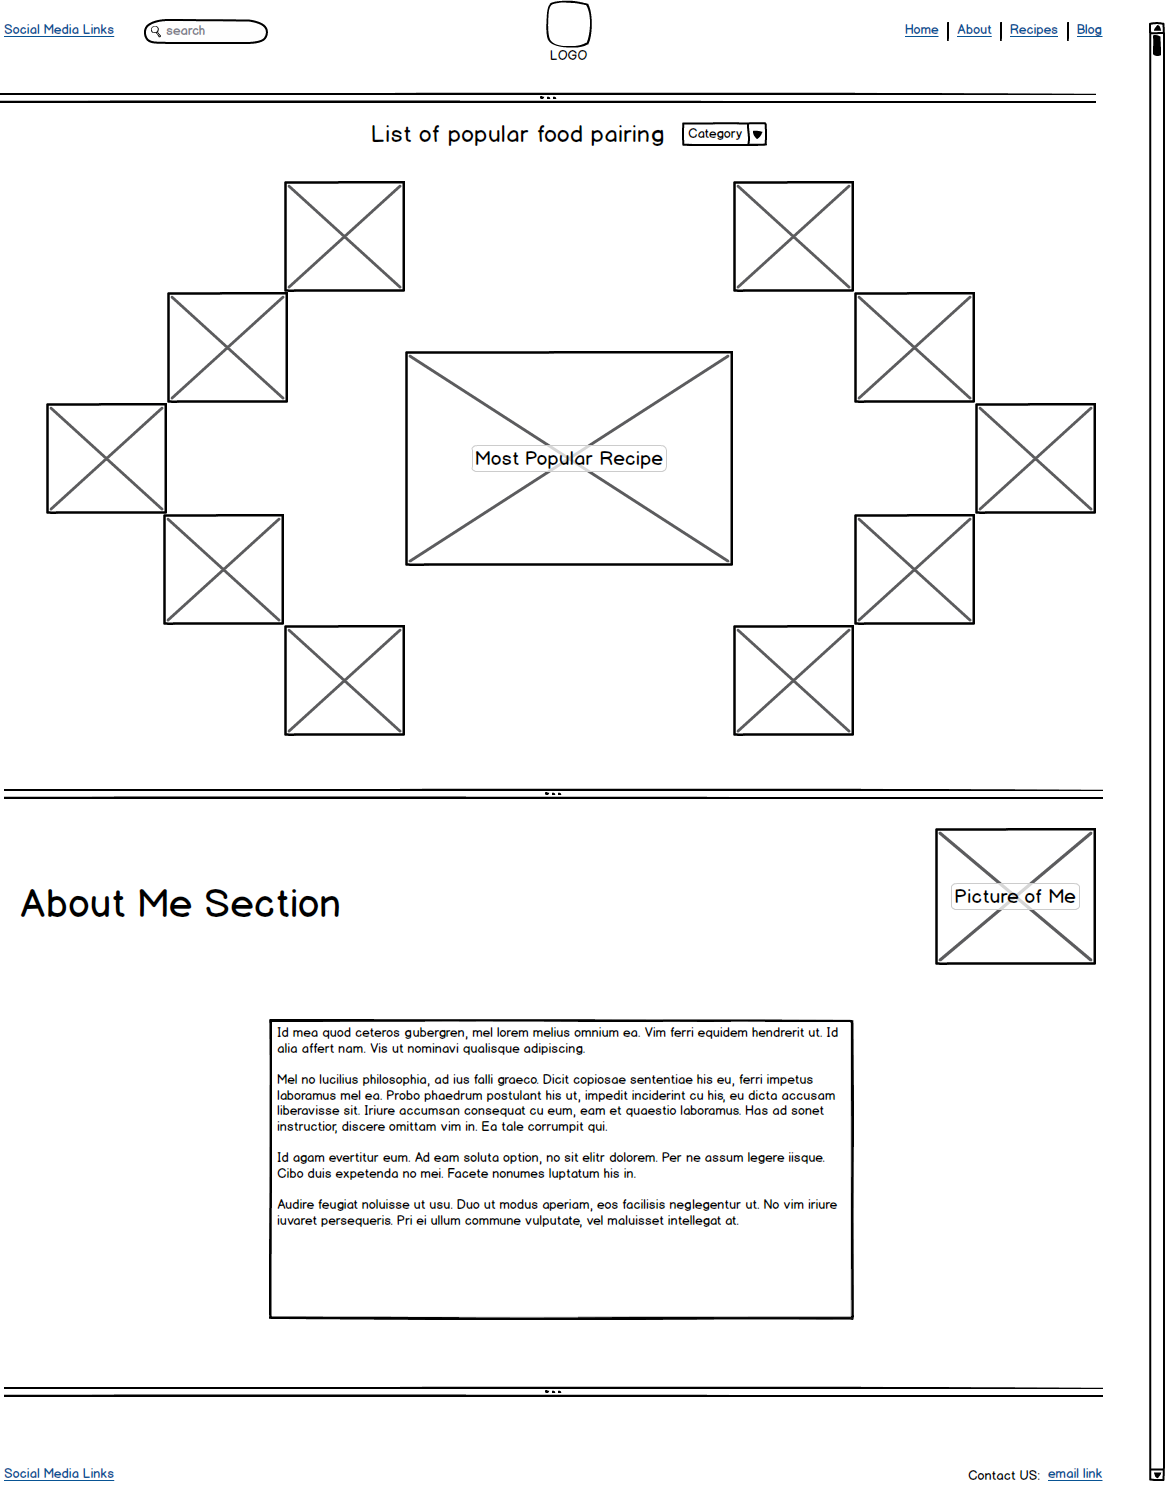 Social Media Links
search
LOGO
Home
About
Recipes
Blog
List of popular food pairing
Category
Most Popular Recipe
About Me Section
Picture of Me
Id mea quod ceteros gubergren, mel lorem melius omnium ea. Vim ferri equidem hendrerit ut. Id
alia affert nam. Vis ut nominavi qualisque adipiscing.
Mel no lucilius philosophia, ad ius falli graeco. Dicit copiosae sententiae his eu, ferri impetus
laboramus mel ea. Probo phaedrum postulant his ut, impedit inciderint cu his, eu dicta accusam
liberavisse sit. Iriure accumsan consequat cu eum, eam et quaestio laboramus. Has ad sonet
instructior, discere omittam vim in. Ea tale corrumpit qui.
Id agam evertitur eum. Ad eam soluta option, no sit elitr dolorem. Per ne assum legere iisque.
Cibo duis expetenda no mei. Facete nonumes luptatum his in.
Audire feugiat noluisse ut usu. Duo ut modus aperiam, eos facilisis neglegentur ut. No vim iriure
iuvaret persequeris. Pri ei ullum commune vulputate, vel maluisset intellegat at.
Social Media Links
Contact US: email link